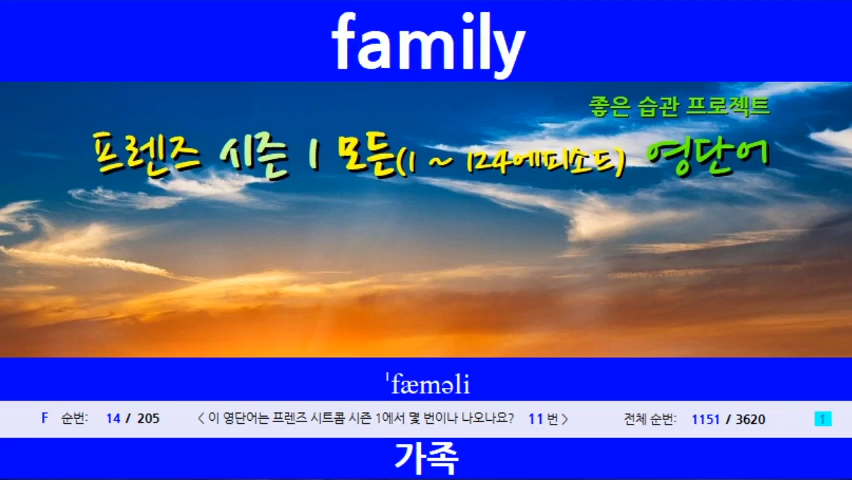 family
좋은 습관 프로젝트
프렌즈 시즌 1 모든(1 ~ 124에피소드) 영단어
ˈfæməli
F 순번: 14 / 205 < 이 영단어는 프렌즈 시트콤 시즌 1에서 몇 번이나 나오나요? 11 번 > 전체 순번: 1151 / 3620 1
가족